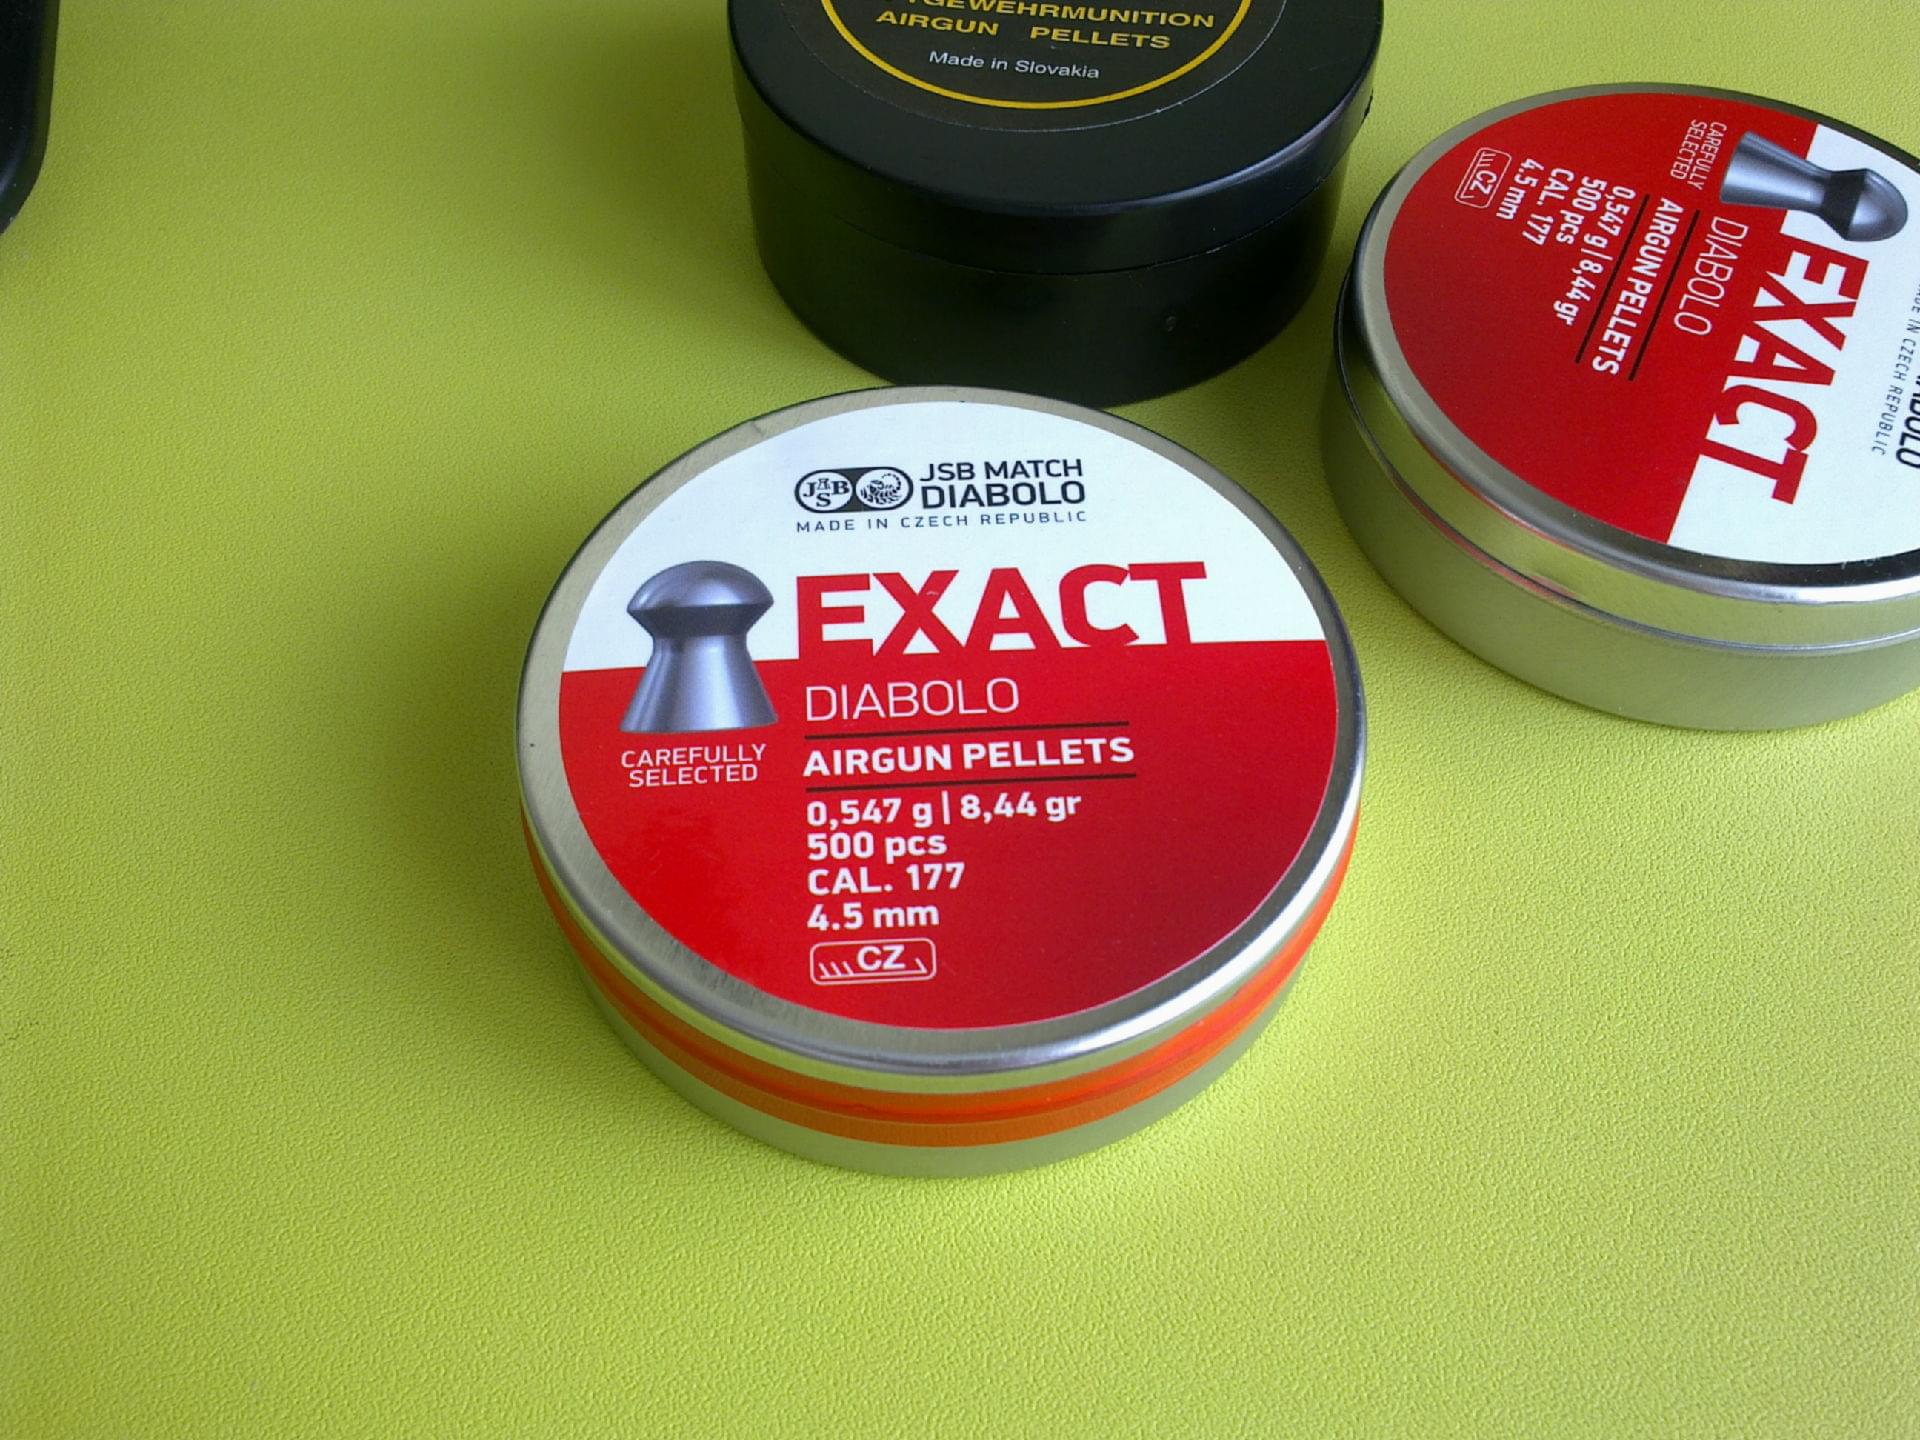 AIRGUN PELLETS
Made in Slovakia
JSB
JSB MATCH
DIABOLO
MADE IN CZECH REPUBLIC
EXACT
DIABOLO
CAREFULLY
SELECTED
AIRGUN PELLETS
0,547 g | 8,44 gr
500 pcs
CAL. 177
4.5 mm
CZ
IN CZECH REPUBLIC
EXACT
DIABOLO
CAREFULLY
SELECTED
AIRGUN PELLETS
0,547 g | 8,44 gr
500 pcs
CAL. 177
4.5 mm
CZ